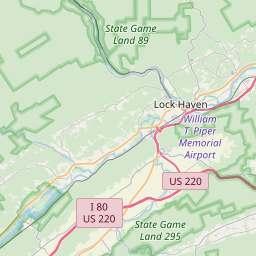 State Game
Land 89
Lock Haven
William
T. Piper
Memorial
Airport
US 220
I 80
US 220
State Game
Land 295